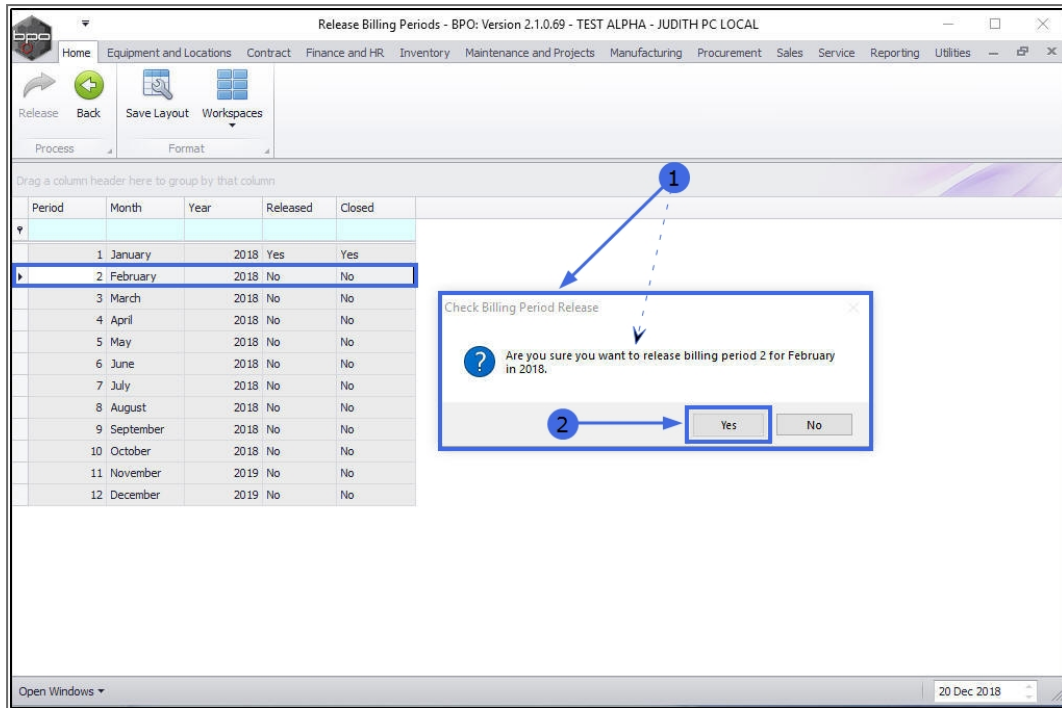 Release Billing Periods - BPO: Version 2.1.0.69 - TEST ALPHA - JUDITH PC LOCAL
bpo
Home Equipment and Locations Contract Finance and HR Inventory Maintenance and Projects Manufacturing Procurement Sales Service Reporting Utilities
Release Back Save Layout Workspaces
Process Format
Drag a column header here to group by that column
Period Month Year Released Closed
1 January 2018 Yes Yes
2 February 2018 No No
3 March 2018 No No
4 April 2018 No No
5 May 2018 No No
6 June 2018 No No
7 July 2018 No No
8 August 2018 No No
9 September 2018 No No
10 October 2018 No No
11 November 2019 No No
12 December 2019 No No
1
Check Billing Period Release
Are you sure you want to release billing period 2 for February
in 2018.
2
Yes No
Open Windows 20 Dec 2018